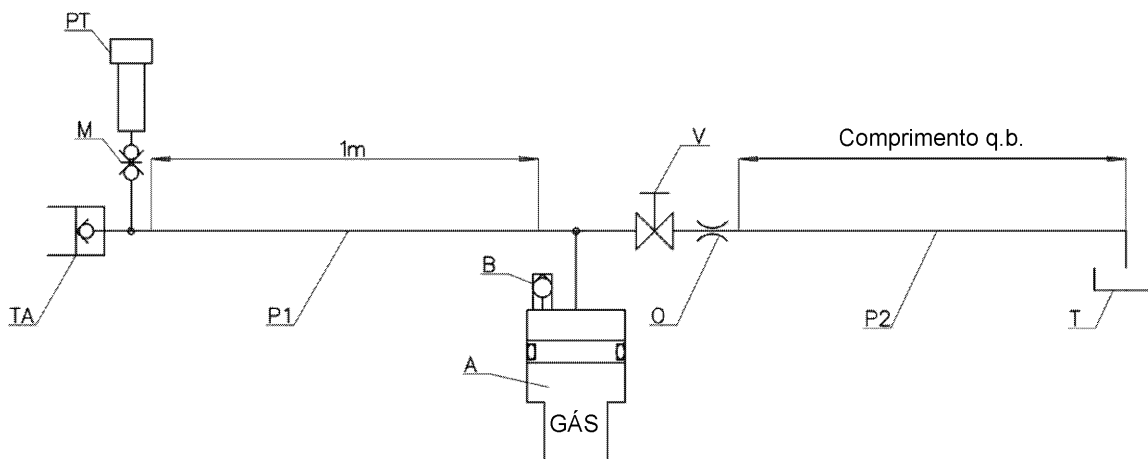 PT
M
1m
V
Comprimento q.b.
B
TA
P1
O
P2
T
A
GÁS